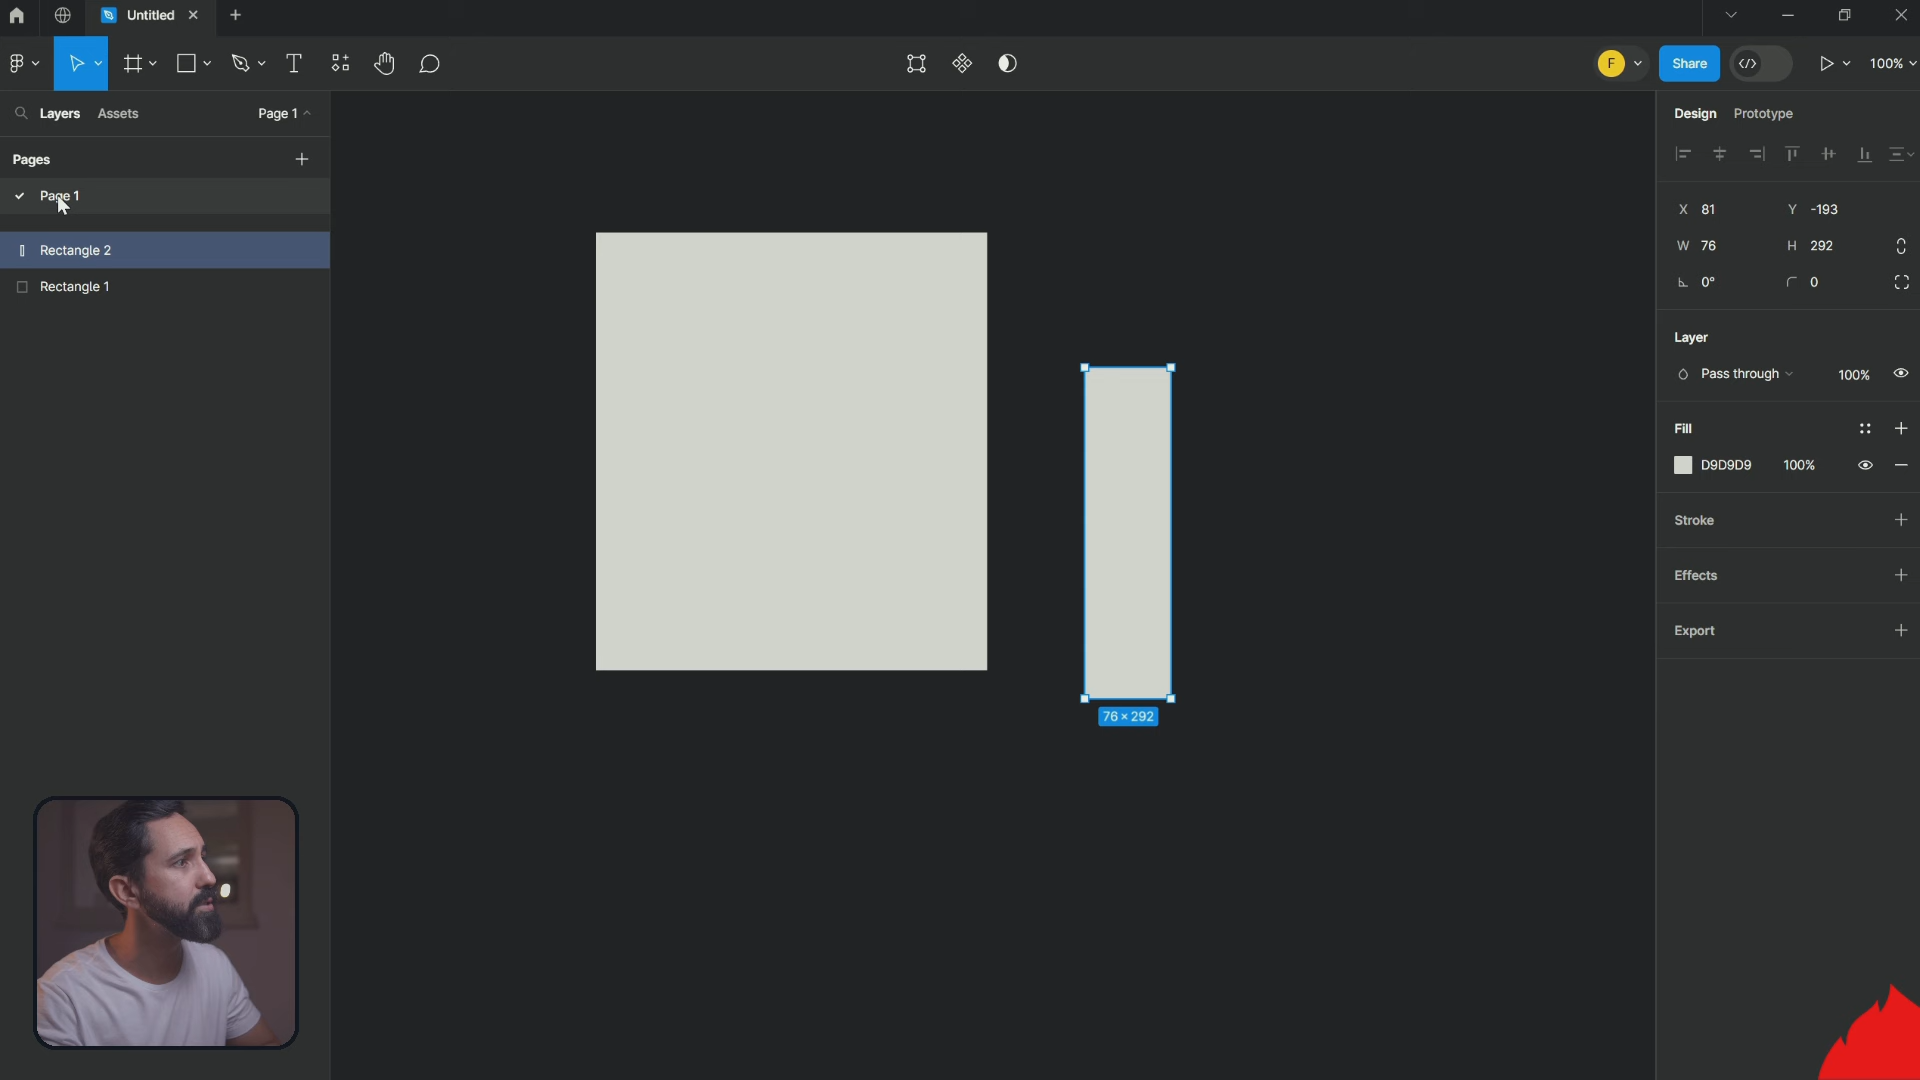 Untitled
F
Share
100%
Layers
Assets
Page 1
Pages
Page 1
Rectangle 2
Rectangle 1
76 × 292
Design
Prototype
X 81
Y -193
W 76
H 292
0°
0
Layer
Pass through
100%
Fill
D9D9D9
100%
Stroke
Effects
Export